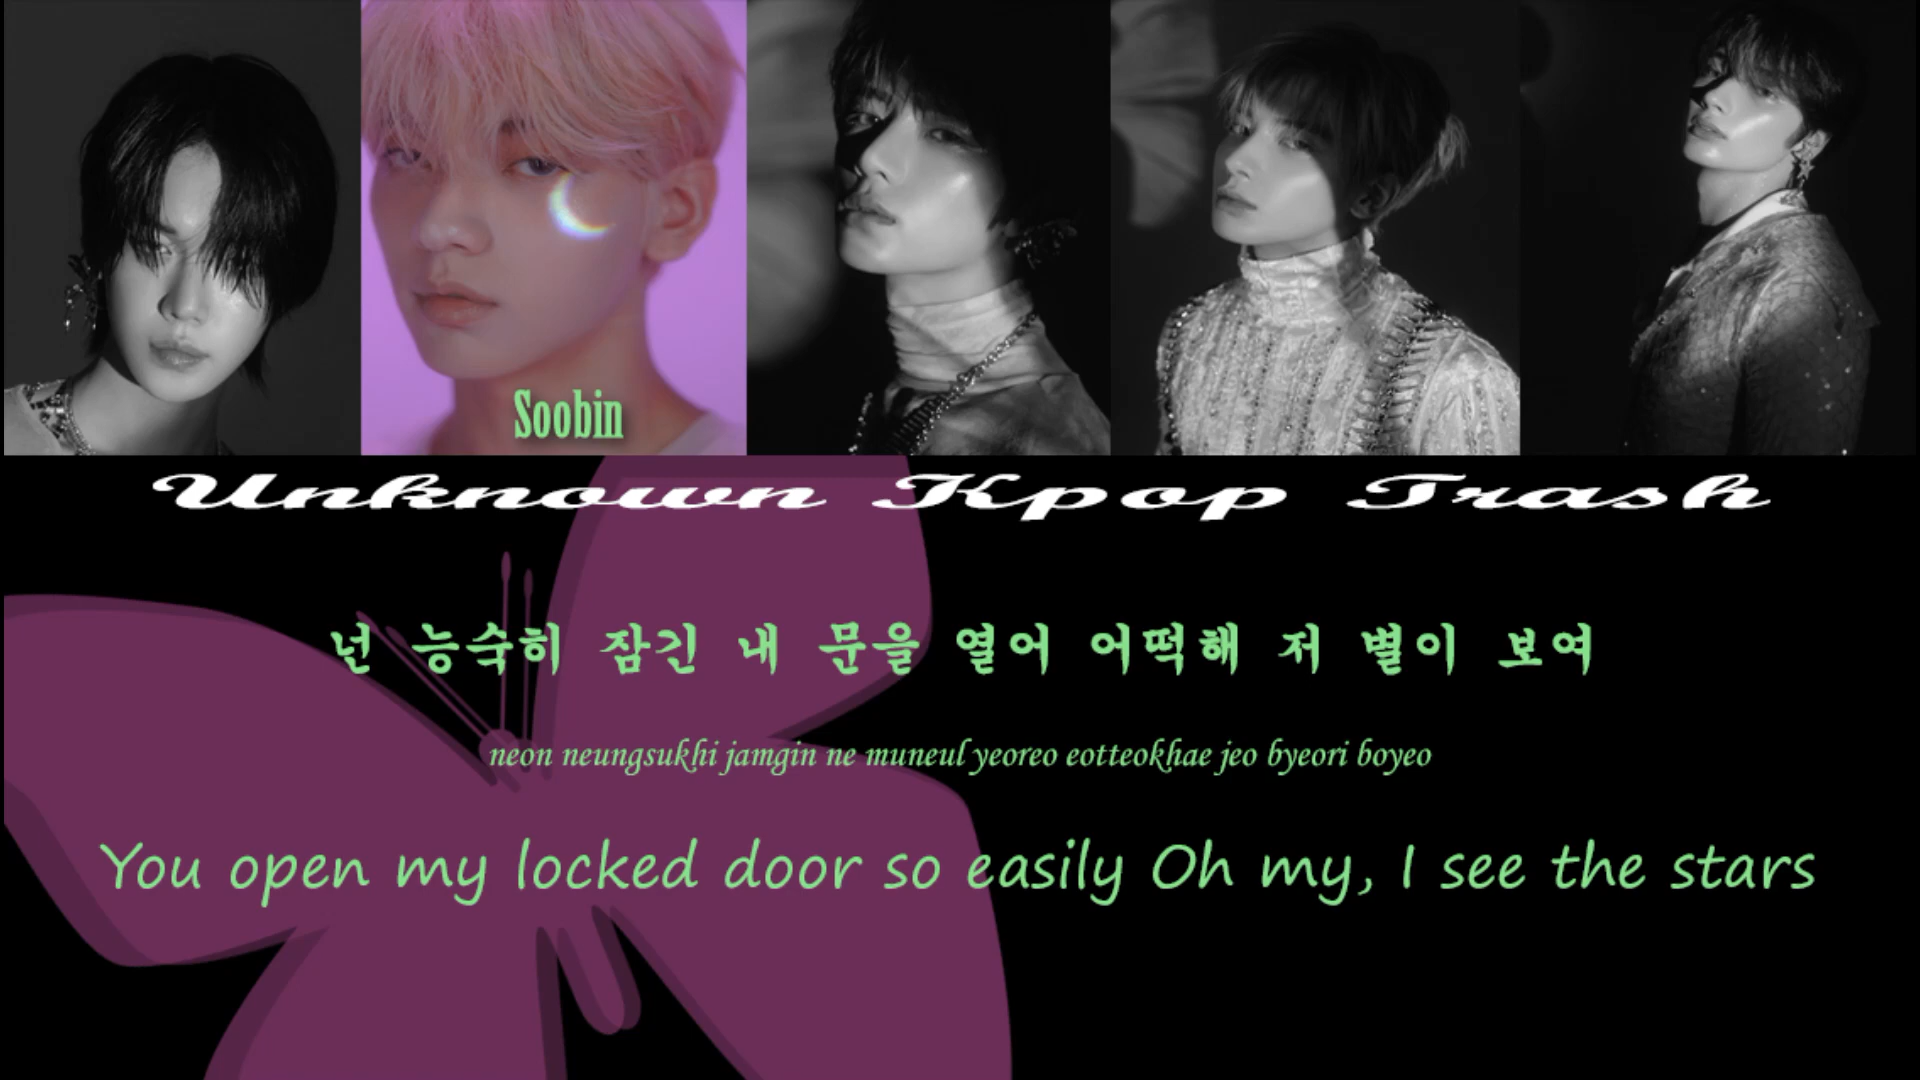 Soobin
Unknown Kpop Trash
넌 능숙히 잠긴 내 문을 열어 어떡해 저 별이 보여
neon neungsukhi jamgin ne muneul yeoreo eotteokhae jeo byeori boyeo
You open my locked door so easily Oh my, I see the stars